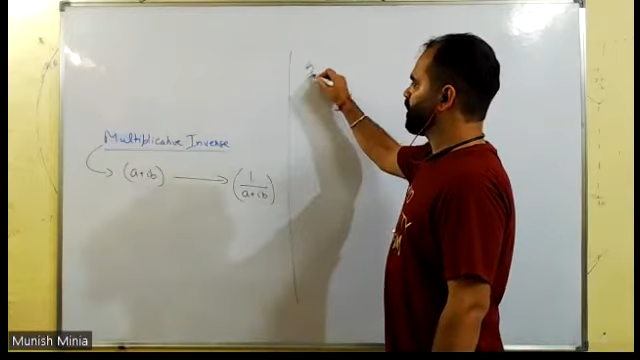 Multiplicative Inverse
(a+ib) ⟶ (1/(a+ib))
Munish Minia